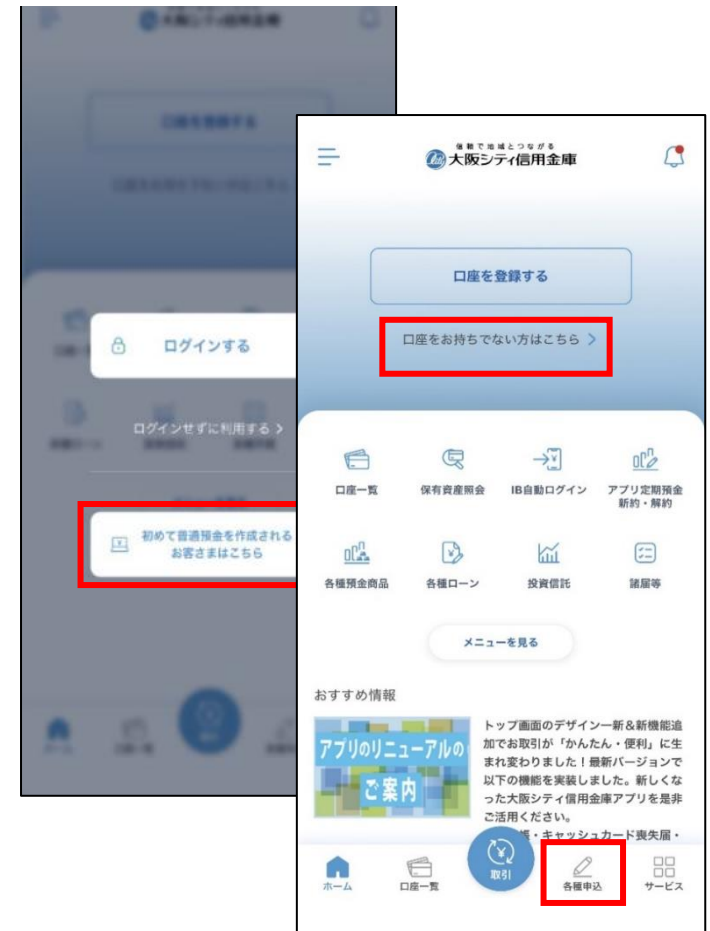 大阪シティ信用金庫
口座を登録する
ログインする
ログインせずに利用する >
初めて普通預金を作成される
お客さまはこちら
信頼で地域とつながる
大阪シティ信用金庫
口座を登録する
口座をお持ちでない方はこちら >
口座一覧
保有資産照会
IB自動ログイン
アプリ定期預金
新約・解約
各種預金商品
各種ローン
投資信託
諸届等
メニューを見る
おすすめ情報
アプリのリニューアルの
ご案内
トップ画面のデザイン一新&新機能追
加でお取引が「かんたん・便利」に生
まれ変わりました!最新バージョンで
以下の機能を実装しました。新しくな
った大阪シティ信用金庫アプリを是非
ご活用ください。
帳・キャッシュカード喪失届・
ホーム
口座一覧
取引
各種申込
サービス